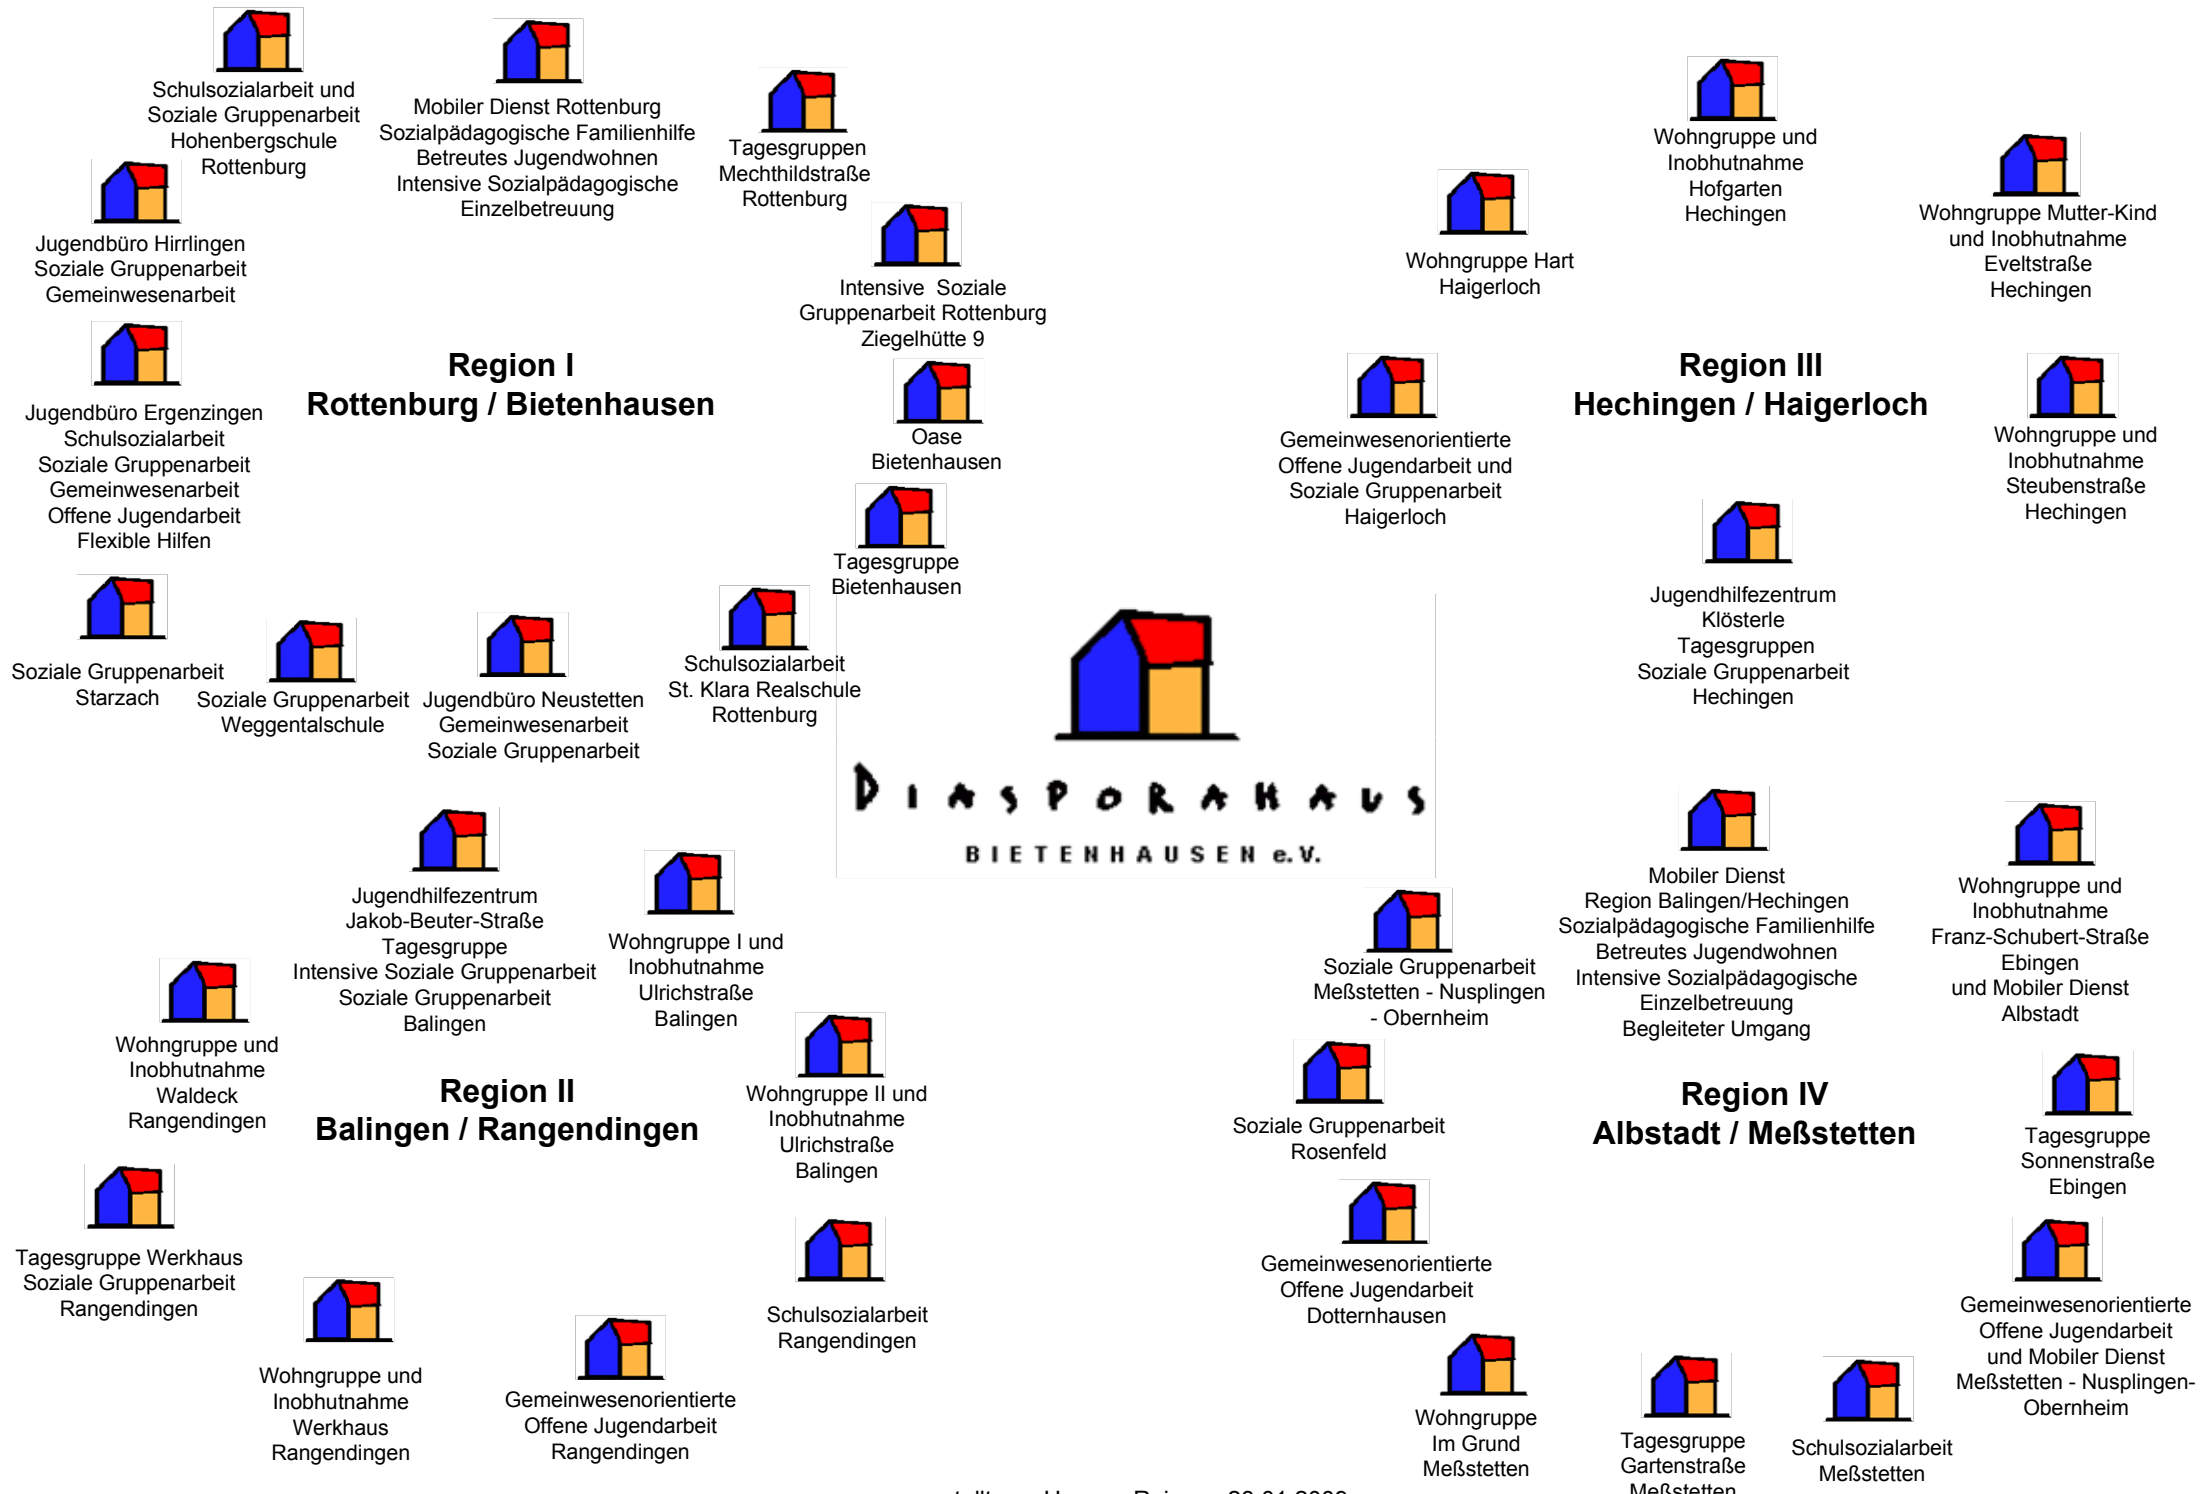 Schulsozialarbeit und
Soziale Gruppenarbeit
Hohenbergschule
Rottenburg
Mobiler Dienst Rottenburg
Sozialpädagogische Familienhilfe
Betreutes Jugendwohnen
Intensive Sozialpädagogische
Einzelbetreuung
Tagesgruppen
Mechthildstraße
Rottenburg
Jugendbüro Hirrlingen
Soziale Gruppenarbeit
Gemeinwesenarbeit
Intensive Soziale
Gruppenarbeit Rottenburg
Ziegelhütte 9
Region I
Rottenburg / Bietenhausen
Jugendbüro Ergenzingen
Schulsozialarbeit
Soziale Gruppenarbeit
Gemeinwesenarbeit
Offene Jugendarbeit
Flexible Hilfen
Oase
Bietenhausen
Tagesgruppe
Bietenhausen
Soziale Gruppenarbeit
Starzach
Soziale Gruppenarbeit
Weggentalschule
Jugendbüro Neustetten
Gemeinwesenarbeit
Soziale Gruppenarbeit
Schulsozialarbeit
St. Klara Realschule
Rottenburg
Wohngruppe und
Inobhutnahme
Hofgarten
Hechingen
Wohngruppe Hart
Haigerloch
Wohngruppe Mutter-Kind
und Inobhutnahme
Eveltstraße
Hechingen
Region III
Hechingen / Haigerloch
Gemeinwesenorientierte
Offene Jugendarbeit und
Soziale Gruppenarbeit
Haigerloch
Wohngruppe und
Inobhutnahme
Steubenstraße
Hechingen
Jugendhilfezentrum
Klösterle
Tagesgruppen
Soziale Gruppenarbeit
Hechingen
DIASPORAHAUS
BIETENHAUSEN e.V.
Jugendhilfezentrum
Jakob-Beuter-Straße
Tagesgruppe
Intensive Soziale Gruppenarbeit
Soziale Gruppenarbeit
Balingen
Wohngruppe I und
Inobhutnahme
Ulrichstraße
Balingen
Wohngruppe und
Inobhutnahme
Waldeck
Rangendingen
Region II
Balingen / Rangendingen
Wohngruppe II und
Inobhutnahme
Ulrichstraße
Balingen
Tagesgruppe Werkhaus
Soziale Gruppenarbeit
Rangendingen
Wohngruppe und
Inobhutnahme
Werkhaus
Rangendingen
Gemeinwesenorientierte
Offene Jugendarbeit
Rangendingen
Schulsozialarbeit
Rangendingen
Mobiler Dienst
Region Balingen/Hechingen
Sozialpädagogische Familienhilfe
Betreutes Jugendwohnen
Intensive Sozialpädagogische
Einzelbetreuung
Begleiteter Umgang
Wohngruppe und
Inobhutnahme
Franz-Schubert-Straße
Ebingen
und Mobiler Dienst
Albstadt
Soziale Gruppenarbeit
Meßstetten - Nusplingen
- Obernheim
Region IV
Albstadt / Meßstetten
Soziale Gruppenarbeit
Rosenfeld
Tagesgruppe
Sonnenstraße
Ebingen
Gemeinwesenorientierte
Offene Jugendarbeit
Dotternhausen
Gemeinwesenorientierte
Offene Jugendarbeit
und Mobiler Dienst
Meßstetten - Nusplingen-
Obernheim
Wohngruppe
Im Grund
Meßstetten
Tagesgruppe
Gartenstraße
Meßstetten
Schulsozialarbeit
Meßstetten